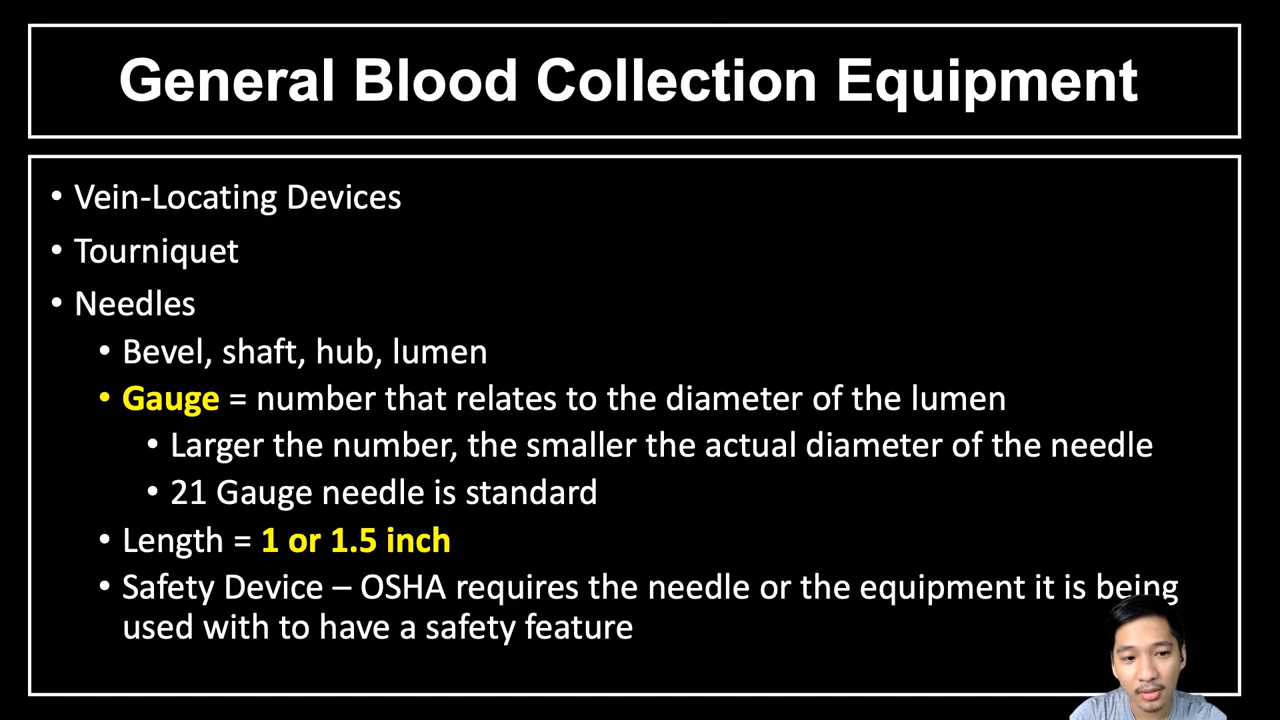 General Blood Collection Equipment
• Vein-Locating Devices
• Tourniquet
• Needles
• Bevel, shaft, hub, lumen
• Gauge = number that relates to the diameter of the lumen
• Larger the number, the smaller the actual diameter of the needle
• 21 Gauge needle is standard
• Length = 1 or 1.5 inch
• Safety Device – OSHA requires the needle or the equipment it is being
used with to have a safety feature